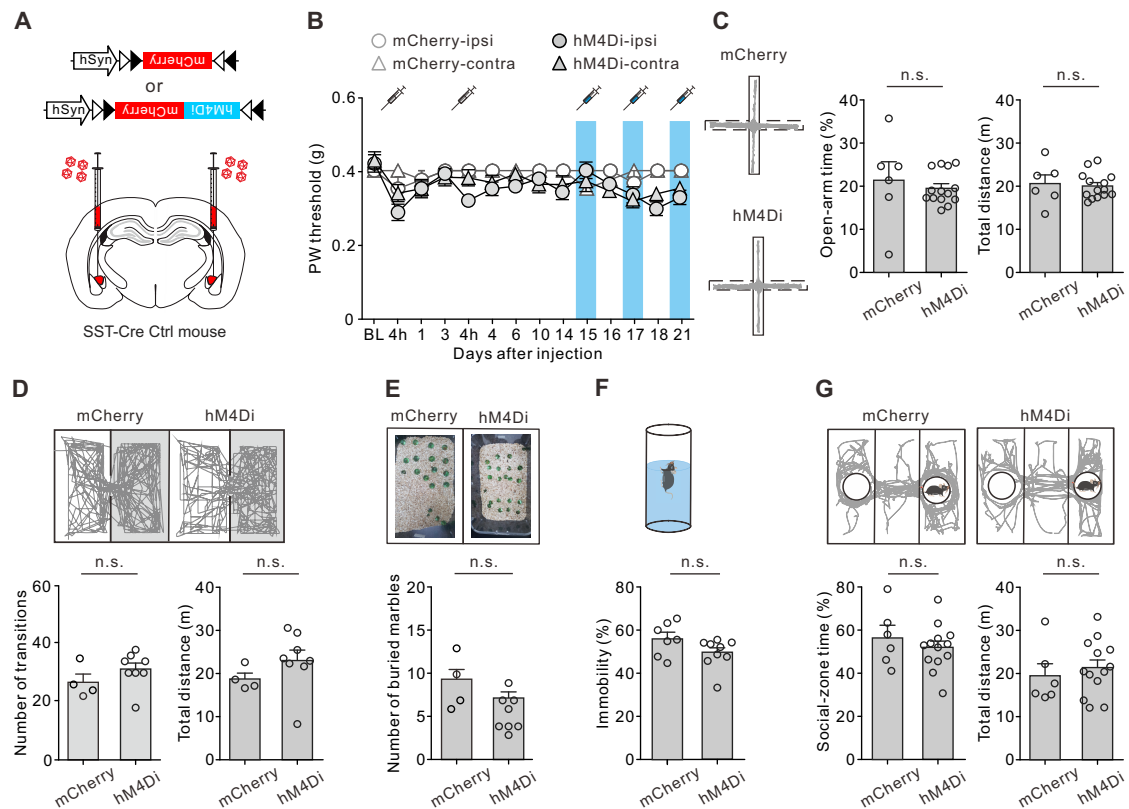 A
hSyn
mCherry
or
hSyn
mCherry
hM4Di
SST-Cre Ctrl mouse
B
mCherry-ipsi
hM4Di-ipsi
mCherry-contra
hM4Di-contra
PW threshold (g)
0.6
0.4
0.2
0
BL 4h 1 3 4h 4 6 10 14 15 16 17 18 21
Days after injection
C
mCherry
hM4Di
n.s.
Open-arm time (%)
40
30
20
10
0
mCherry
hM4Di
n.s.
Total distance (m)
40
30
20
10
0
mCherry
hM4Di
D
mCherry
hM4Di
n.s.
Number of transitions
60
40
20
0
mCherry
hM4Di
n.s.
Total distance (m)
40
30
20
10
0
mCherry
hM4Di
E
mCherry
hM4Di
n.s.
Number of buried marbles
20
15
10
5
0
mCherry
hM4Di
F
n.s.
Immobility (%)
80
60
40
20
0
mCherry
hM4Di
G
mCherry
hM4Di
n.s.
Social-zone time (%)
80
60
40
20
0
mCherry
hM4Di
n.s.
Total distance (m)
40
30
20
10
0
mCherry
hM4Di